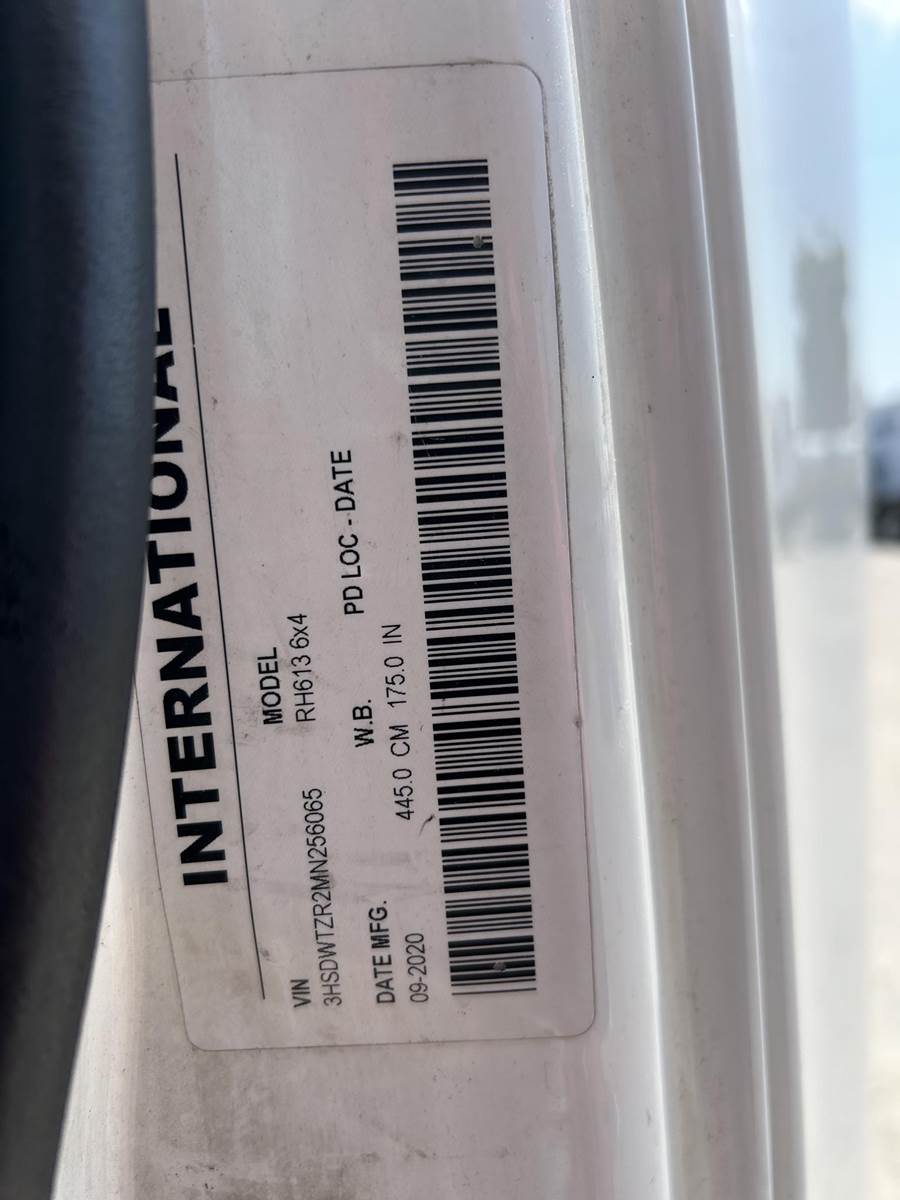 INTERNATIONAL
VIN MODEL
3HSDWTZR2MN256065 RH613 6x4
DATE MFG. W.B. PD LOC - DATE
09-2020 445.0 CM 175.0 IN